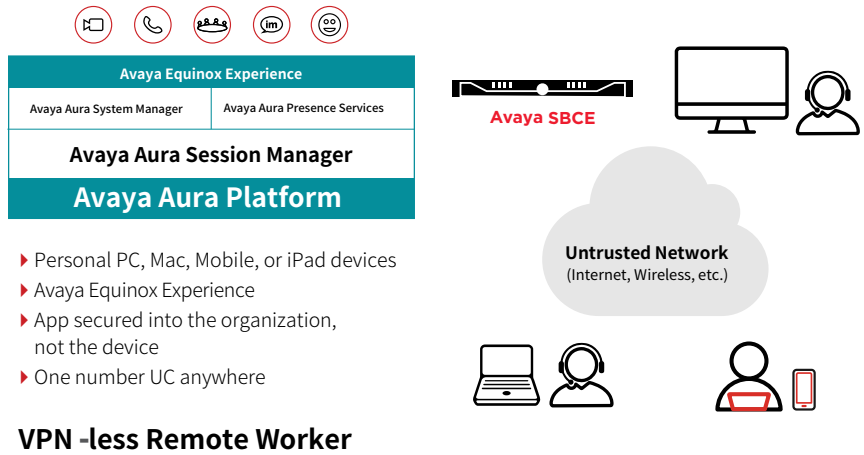 im
Avaya Equinox Experience
Avaya Aura System Manager
Avaya Aura Presence Services
Avaya Aura Session Manager
Avaya Aura Platform
Personal PC, Mac, Mobile, or iPad devices
Avaya Equinox Experience
App secured into the organization,
not the device
One number UC anywhere
VPN -less Remote Worker
Avaya SBCE
Untrusted Network
(Internet, Wireless, etc.)